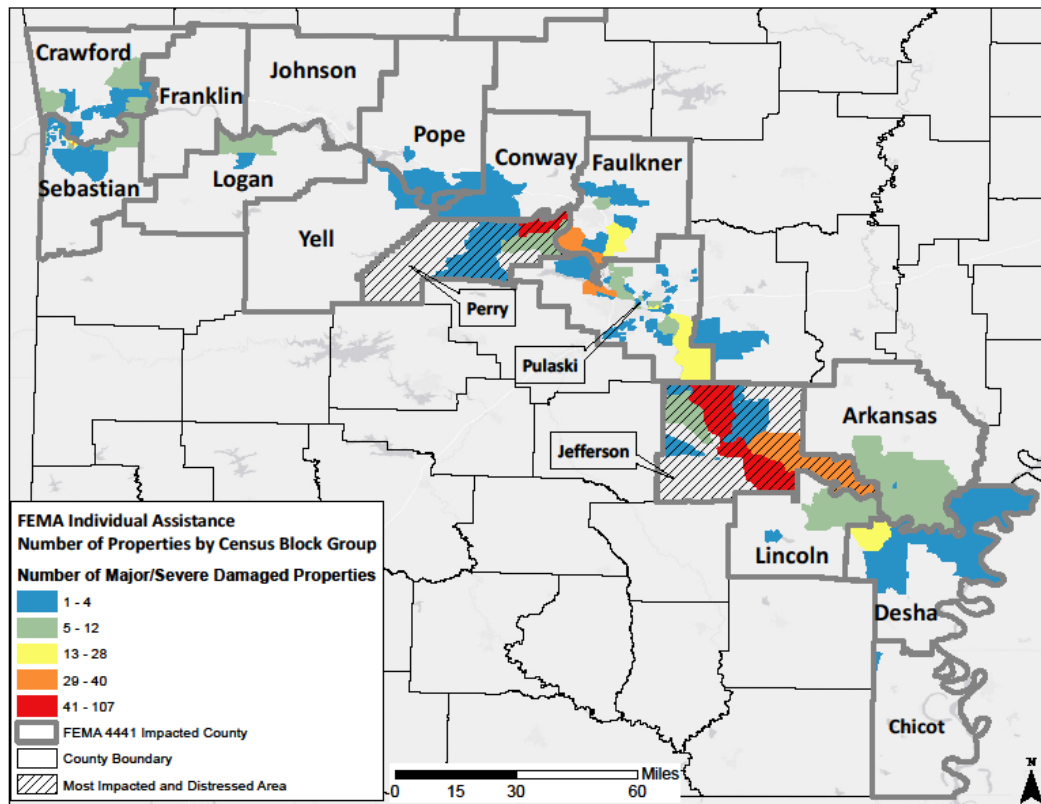 Crawford
Johnson
Franklin
Pope
Conway
Faulkner
Sebastian
Logan
Yell
Perry
Pulaski
Arkansas
Jefferson
Lincoln
Desha
Chicot
FEMA Individual Assistance
Number of Properties by Census Block Group
Number of Major/Severe Damaged Properties
1 - 4
5 - 12
13 - 28
29 - 40
41 - 107
FEMA 4441 Impacted County
County Boundary
Most Impacted and Distressed Area
Miles
0 15 30 60
N